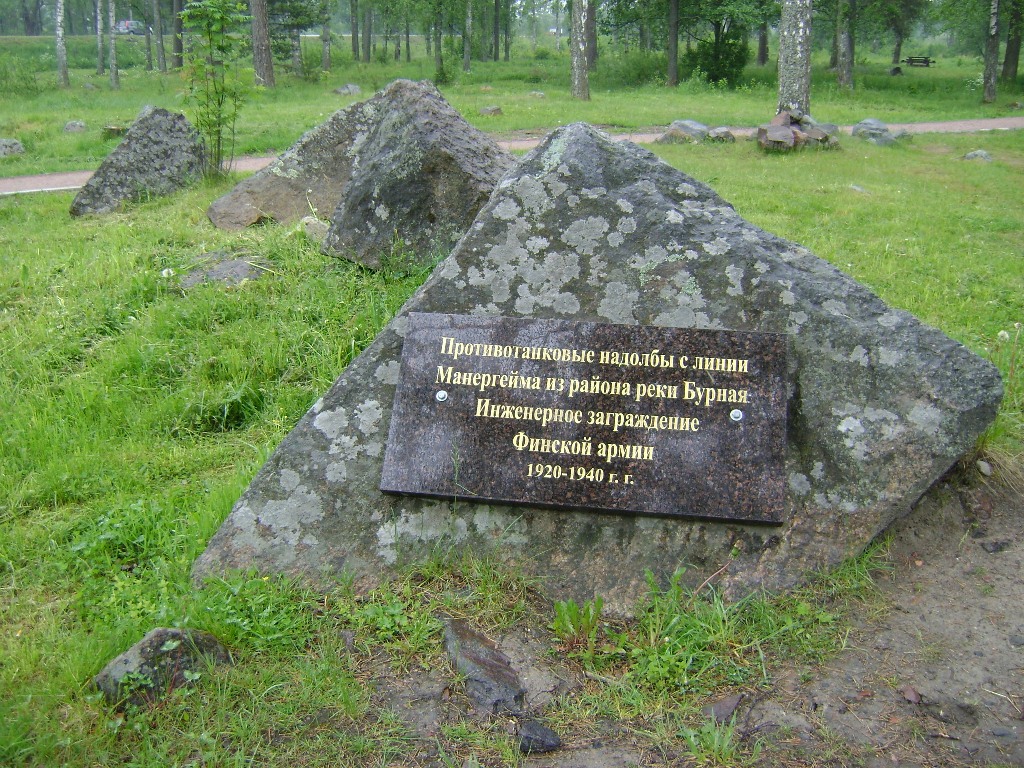 Противотанковые надолбы с линии
Манергейма из района реки Бурная.
Инженерное заграждение
Финской армии
1920-1940 г. г.